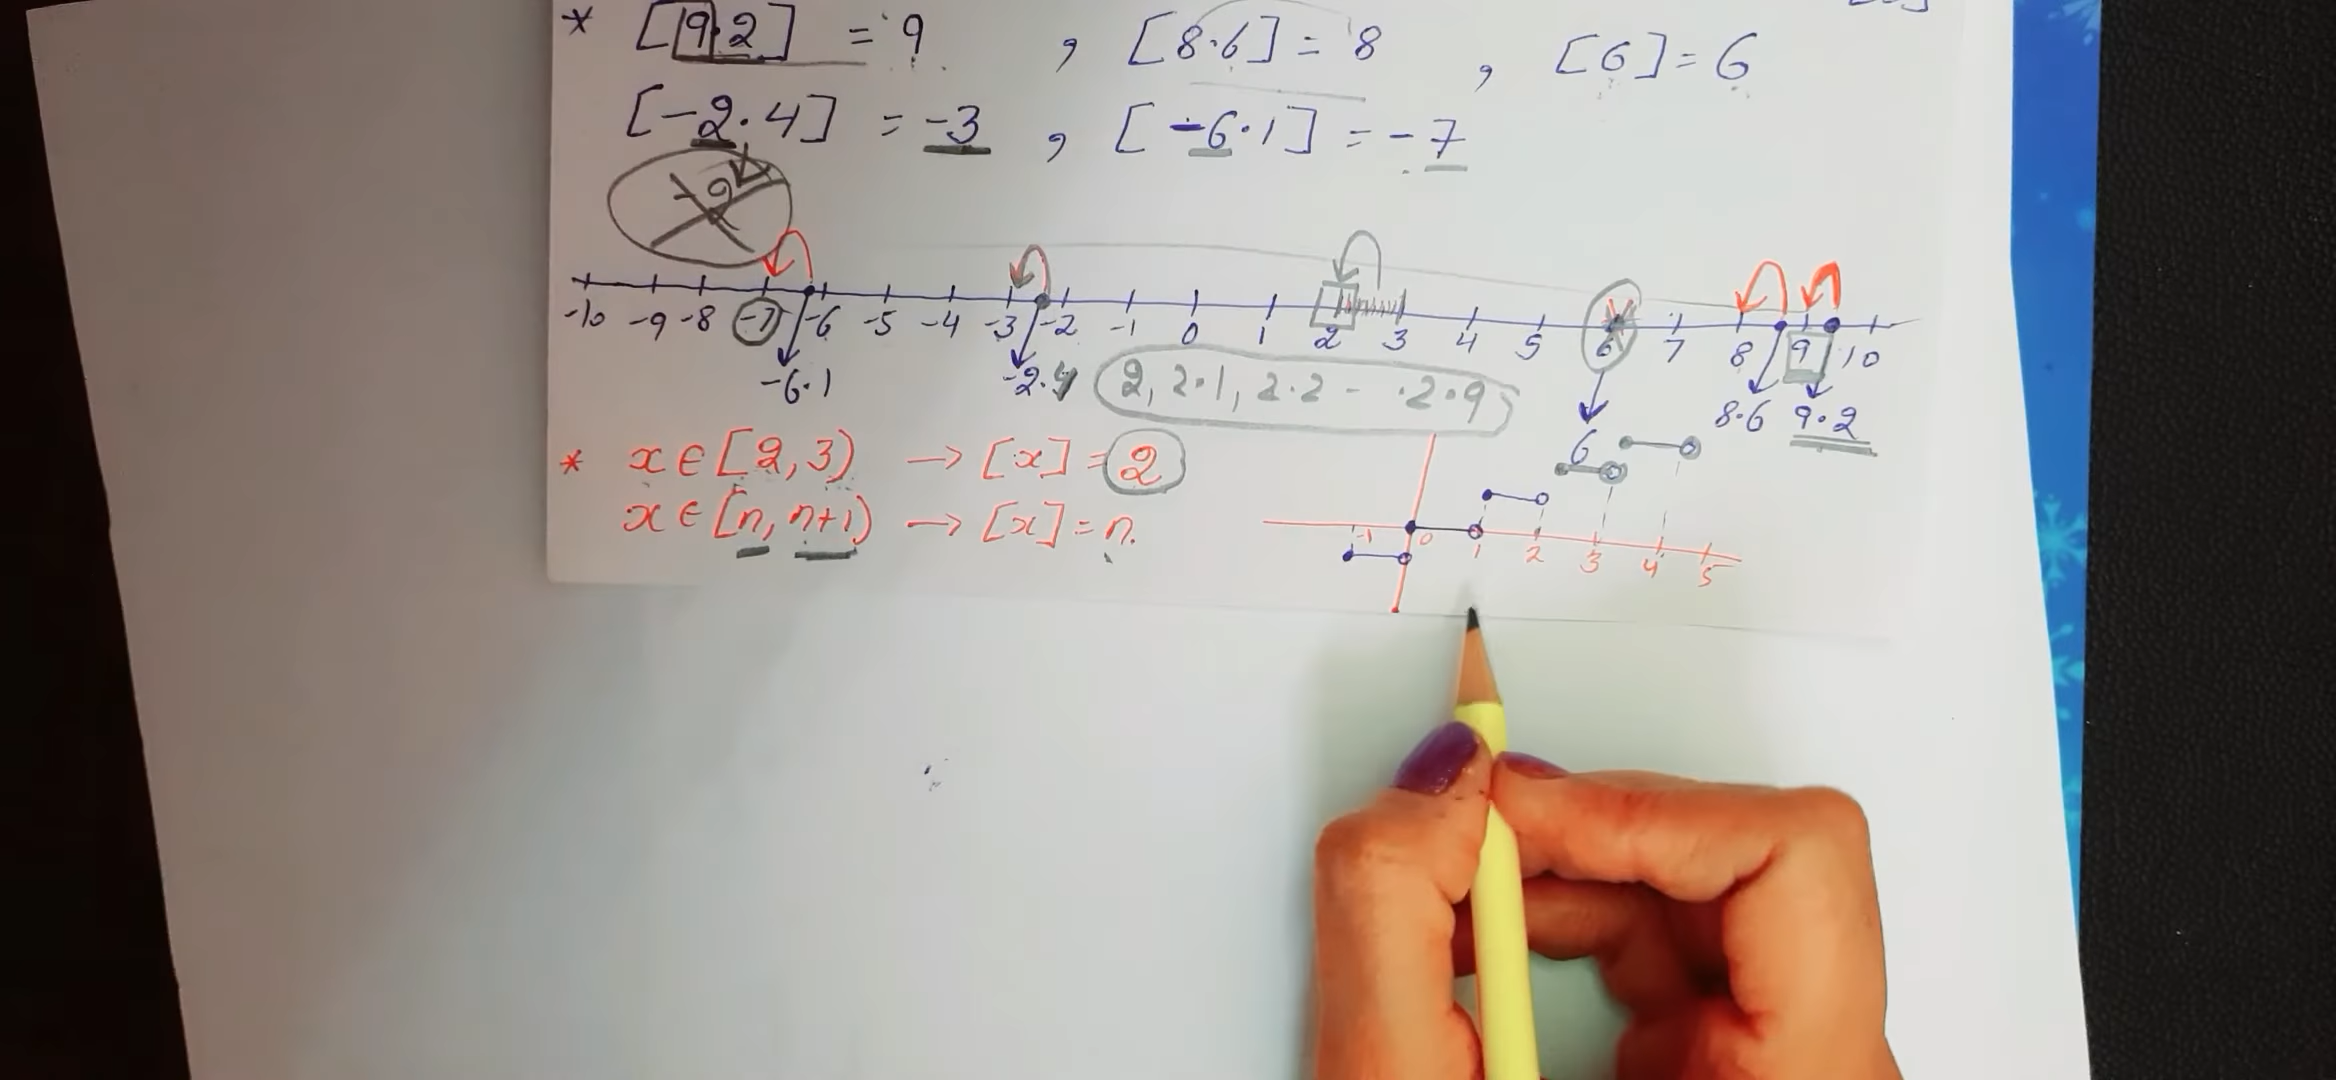 * [9.2] = 9 , [8.6] = 8 , [6] = 6
[-2.4] = -3 , [-6.1] = -7
-10 -9 -8 -7 -6 -5 -4 -3 -2 -1 0 1 2 3 4 5 6 7 8 9 10
-6.1 -2.4 2, 2.1, 2.2 - .2.9 6 8.6 9.2
* x ∈ [2, 3) → [x] = 2
x ∈ [n, n+1) → [x] = n.
-1 0 1 2 3 4 5